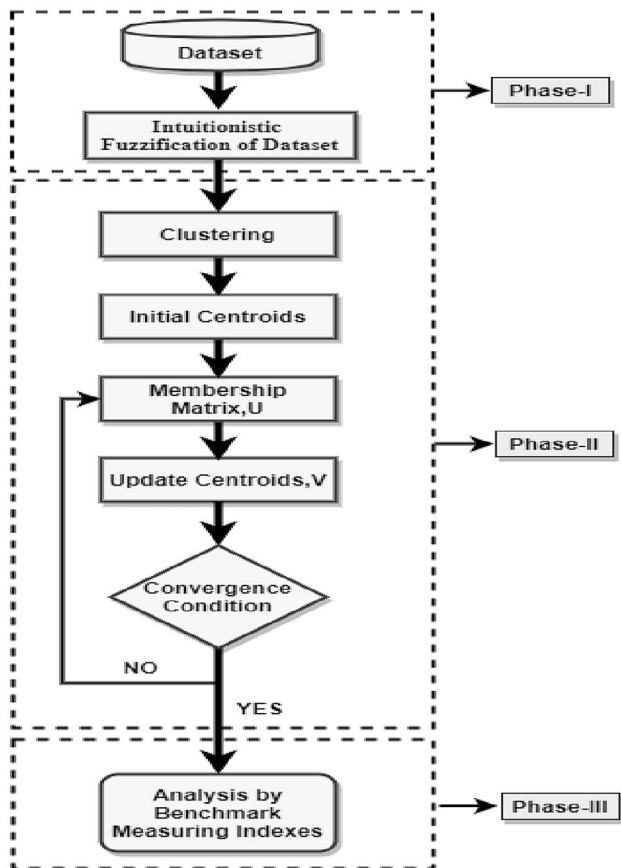 Dataset
Phase-I
Intuitionistic
Fuzzification of Dataset
Clustering
Initial Centroids
Membership
Matrix,U
Phase-II
Update Centroids,V
Convergence
Condition
NO
YES
Analysis by
Benchmark
Measuring Indexes
Phase-III